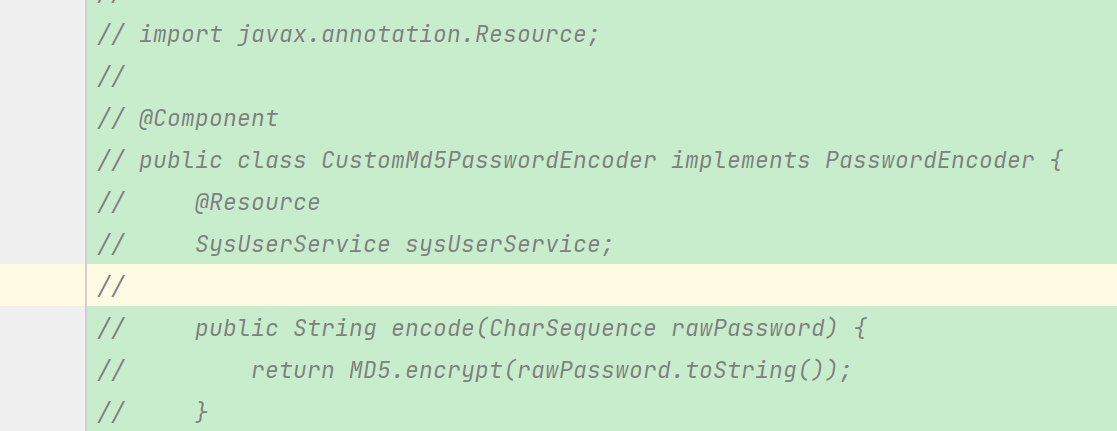 //
// import javax.annotation.Resource;
//
// @Component
// public class CustomMd5PasswordEncoder implements PasswordEncoder {
//     @Resource
//     SysUserService sysUserService;
//
//     public String encode(CharSequence rawPassword) {
//         return MD5.encrypt(rawPassword.toString());
//     }